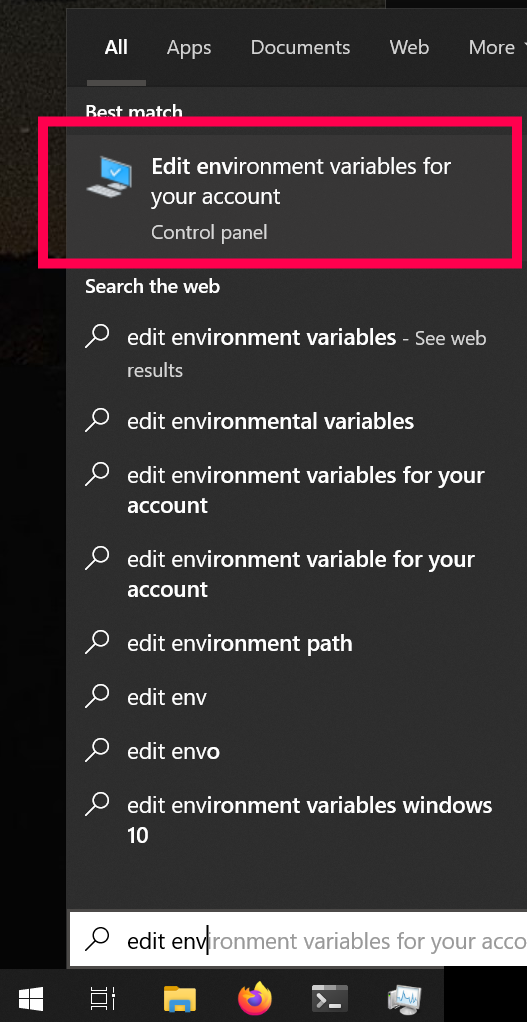 All Apps Documents Web More
Best match
Edit environment variables for
your account
Control panel
Search the web
edit environment variables - See web
results
edit environmental variables
edit environment variables for your
account
edit environment variable for your
account
edit environment path
edit env
edit envo
edit environment variables windows
10
edit environment variables for your acco